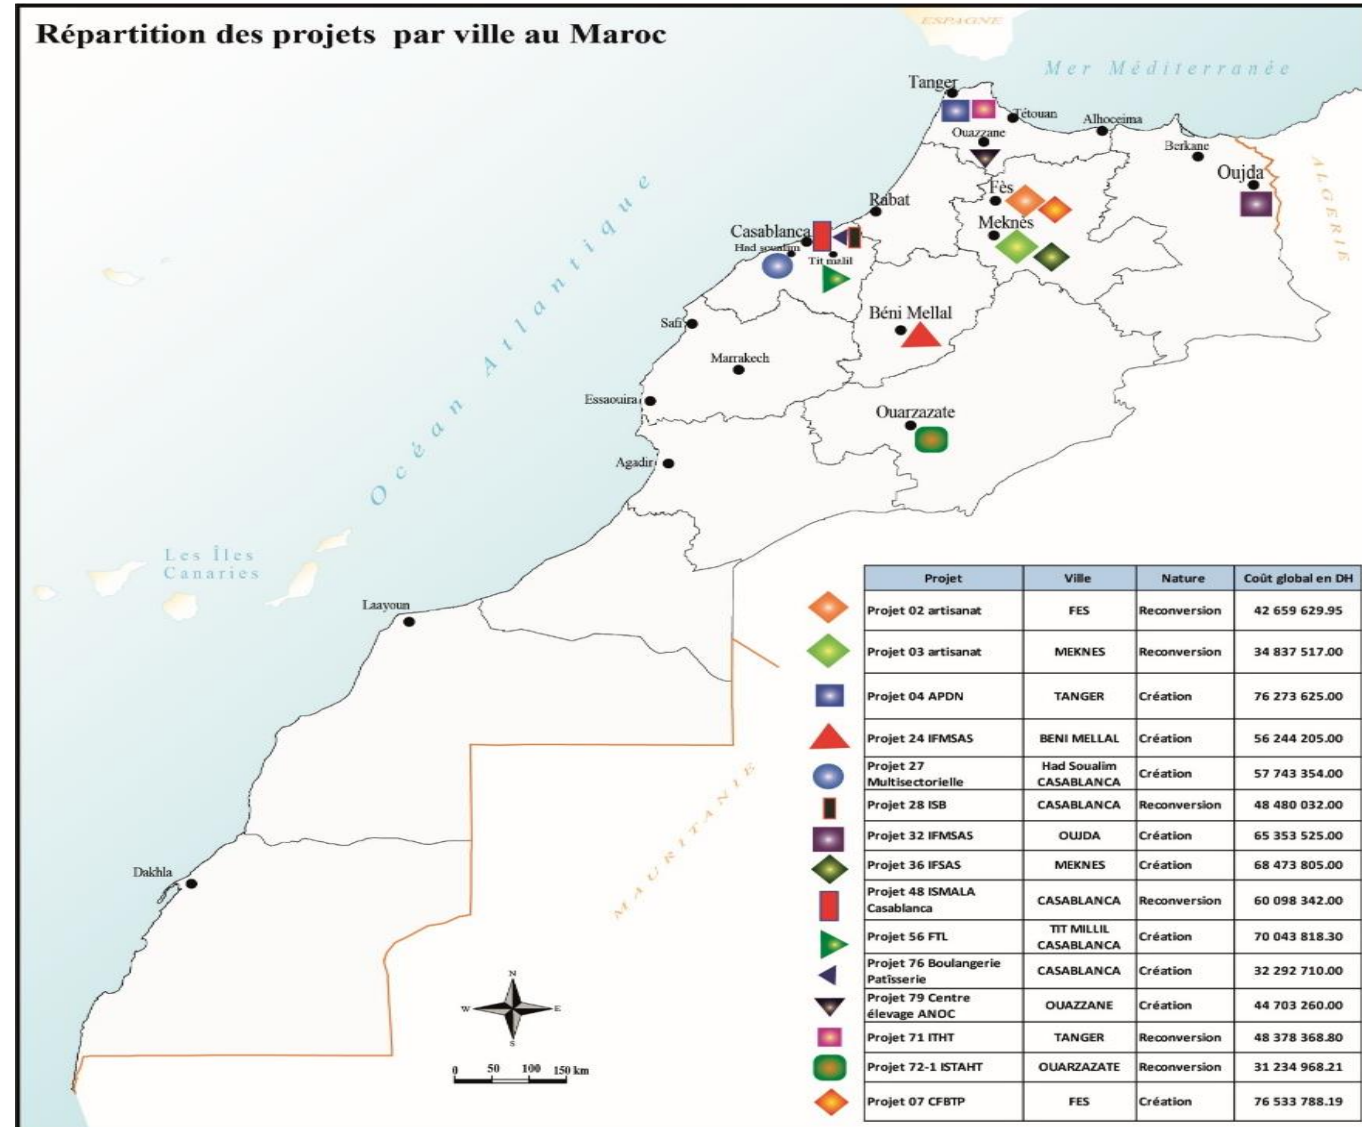 Répartition des projets par ville au Maroc
ESPAGNE
Mer Méditerranée
Tanger
Tétouan
Alhoceima
Ouazzane
Berkane
Oujda
ALGERIE
Fès
Rabat
Meknès
Casablanca
Had soualim
Tit malil
Océan Atlantique
Béni Mellal
Safi
Marrakech
Essaouira
Ouarzazate
Agadir
Les Îles
Canaries
Laayoun
MAURITANIE
Dakhla
N
W E
S
0 50 100 150 km
Projet Ville Nature Coût global en DH
Projet 02 artisanat FES Reconversion 42 659 629.95
Projet 03 artisanat MEKNES Reconversion 34 837 517.00
Projet 04 APDN TANGER Création 76 273 625.00
Projet 24 IFMSAS BENI MELLAL Création 56 244 205.00
Projet 27 Had Soualim
Multisectorielle CASABLANCA Création 57 743 354.00
Projet 28 ISB CASABLANCA Reconversion 48 480 032.00
Projet 32 IFMSAS OUJDA Création 65 353 525.00
Projet 36 IFSAS MEKNES Création 68 473 805.00
Projet 48 ISMALA
Casablanca CASABLANCA Reconversion 60 098 342.00
Projet 56 FTL TIT MILLIL
CASABLANCA Création 70 043 818.30
Projet 76 Boulangerie
Patîsserie CASABLANCA Création 32 292 710.00
Projet 79 Centre
élevage ANOC OUAZZANE Création 44 703 260.00
Projet 71 ITHT TANGER Reconversion 48 378 368.80
Projet 72-1 ISTAHT OUARZAZATE Reconversion 31 234 968.21
Projet 07 CFBTP FES Création 76 533 788.19